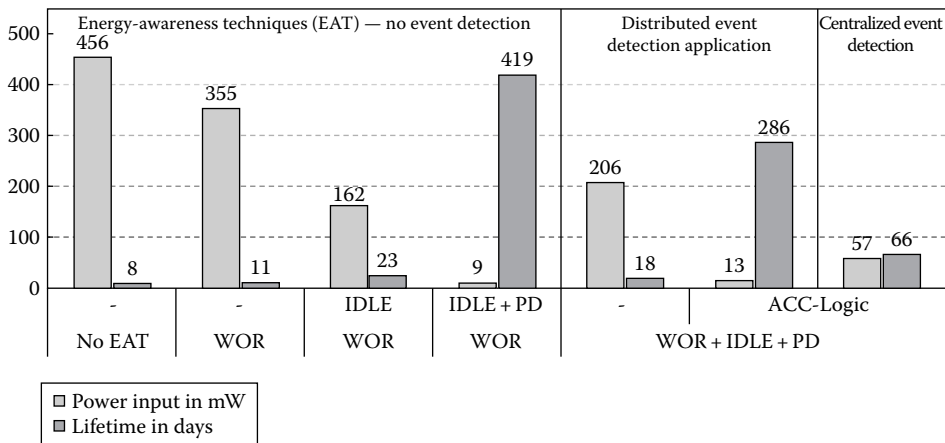 Energy-awareness techniques (EAT) — no event detection
Distributed event
detection application
Centralized event
detection
500
400
300
200
100
0
456
8
355
11
162
23
9
419
206
18
13
286
57
66
-
-
IDLE
IDLE + PD
-
ACC-Logic
No EAT
WOR
WOR
WOR
WOR + IDLE + PD
Power input in mW
Lifetime in days